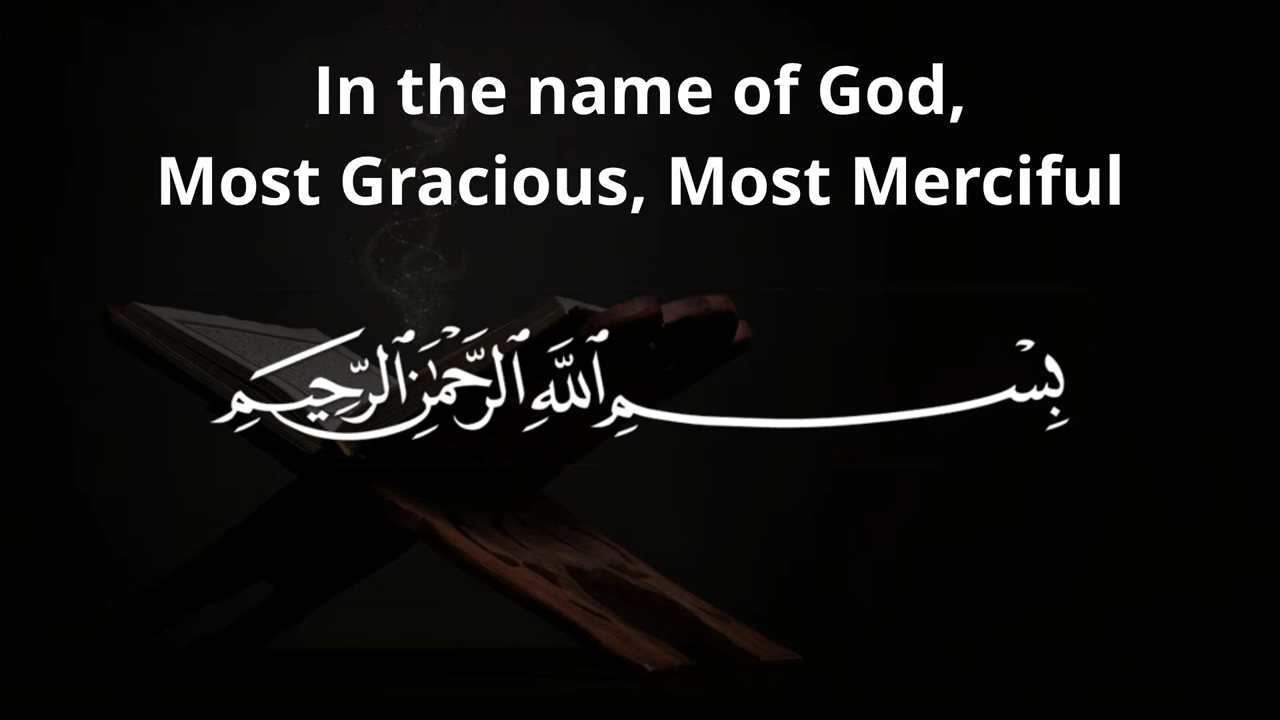 In the name of God,
Most Gracious, Most Merciful
بِسْمِ ٱللَّهِ ٱلرَّحْمَٰنِ ٱلرَّحِيمِ